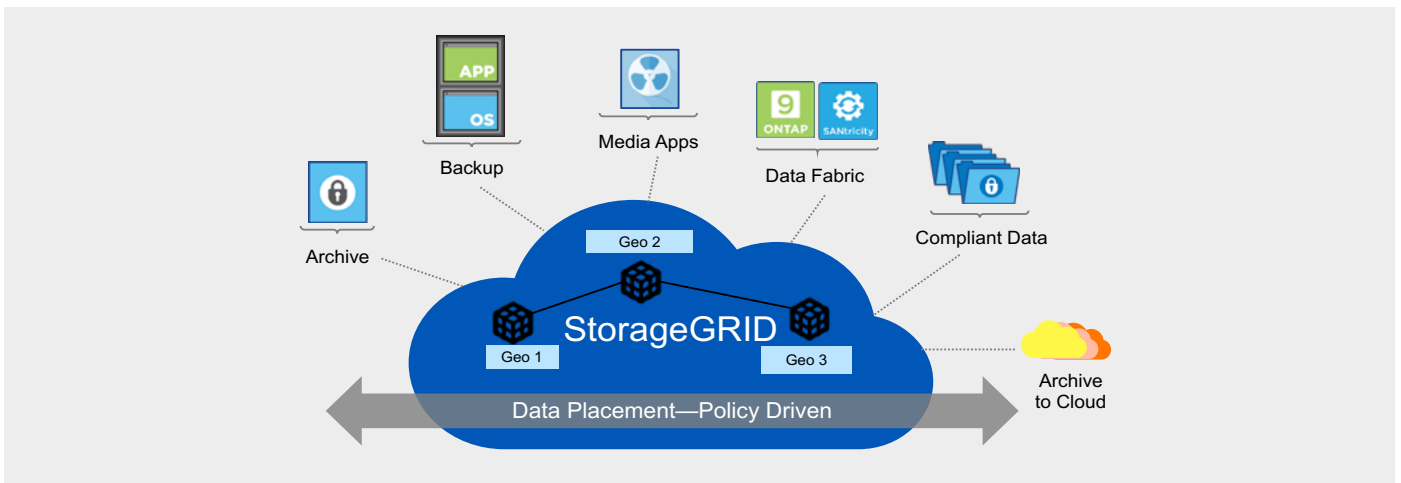 APP
OS
Backup
Media Apps
9
ONTAP
SANtricity
Data Fabric
Archive
Compliant Data
Geo 2
StorageGRID
Geo 1
Geo 3
Archive
to Cloud
Data Placement—Policy Driven